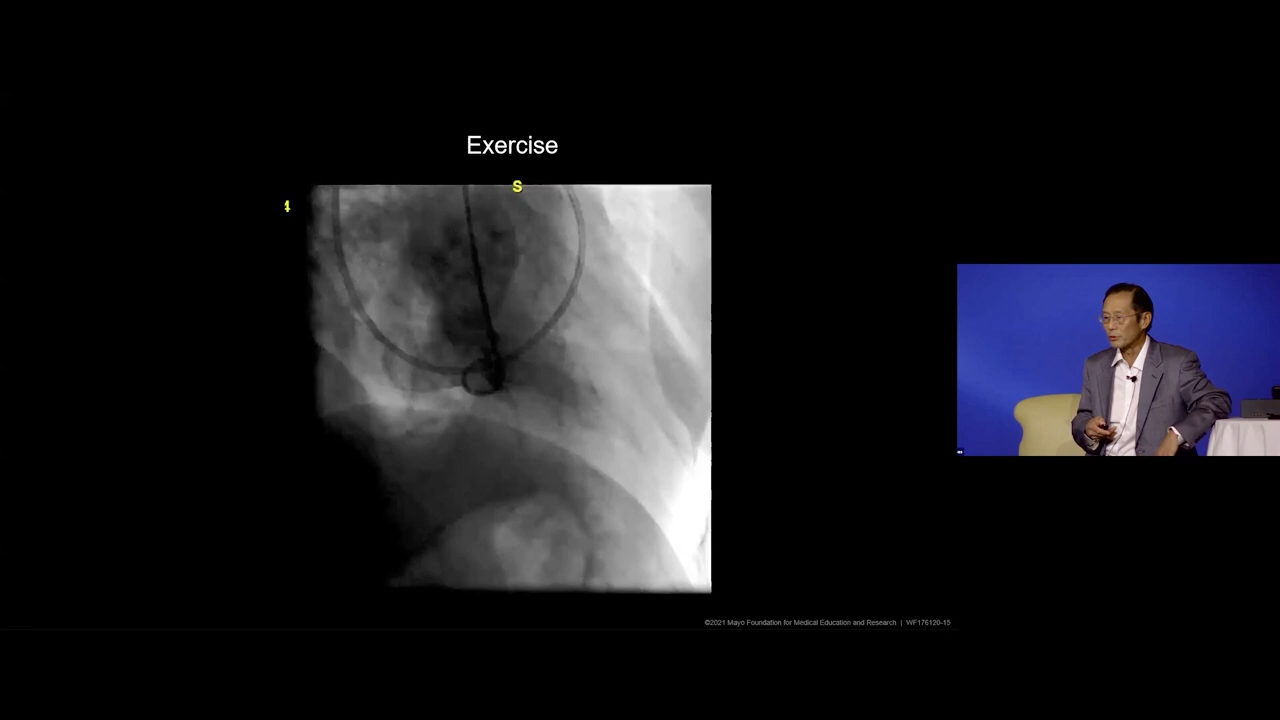 Exercise
S
4
©2021 Mayo Foundation for Medical Education and Research | WF176120-15